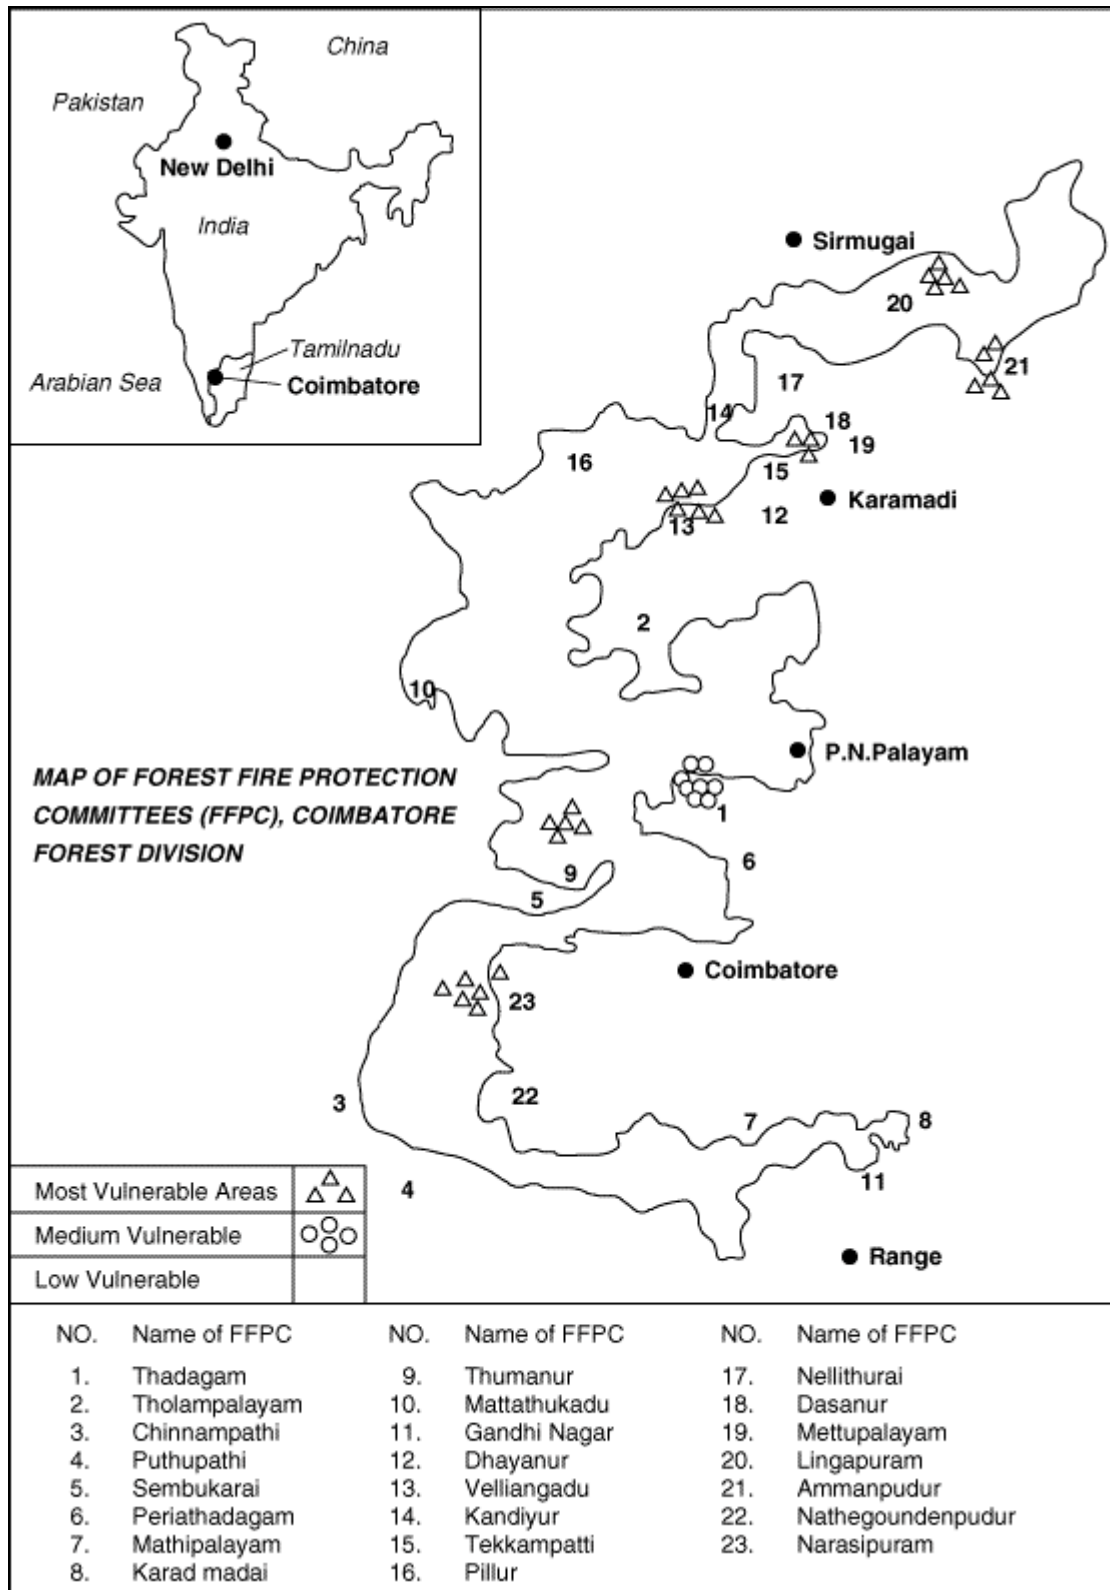 China
Pakistan
New Delhi
India
Tamilnadu
Arabian Sea
Coimbatore
Sirmugai
20
21
17
14
18
19
16
15
Karamadi
12
13
2
10
P.N.Palayam
MAP OF FOREST FIRE PROTECTION
COMMITTEES (FFPC), COIMBATORE
FOREST DIVISION
1
6
9
5
Coimbatore
23
22
3
7
8
11
4
Range
Most Vulnerable Areas
Medium Vulnerable
Low Vulnerable
NO. Name of FFPC NO. Name of FFPC NO. Name of FFPC
1. Thadagam 9. Thumanur 17. Nellithurai
2. Tholampalayam 10. Mattathukadu 18. Dasanur
3. Chinnampathi 11. Gandhi Nagar 19. Mettupalayam
4. Puthupathi 12. Dhayanur 20. Lingapuram
5. Sembukarai 13. Velliangadu 21. Ammanpudur
6. Periathadagam 14. Kandiyur 22. Nathegoundenpudur
7. Mathipalayam 15. Tekkampatti 23. Narasipuram
8. Karad madai 16. Pillur